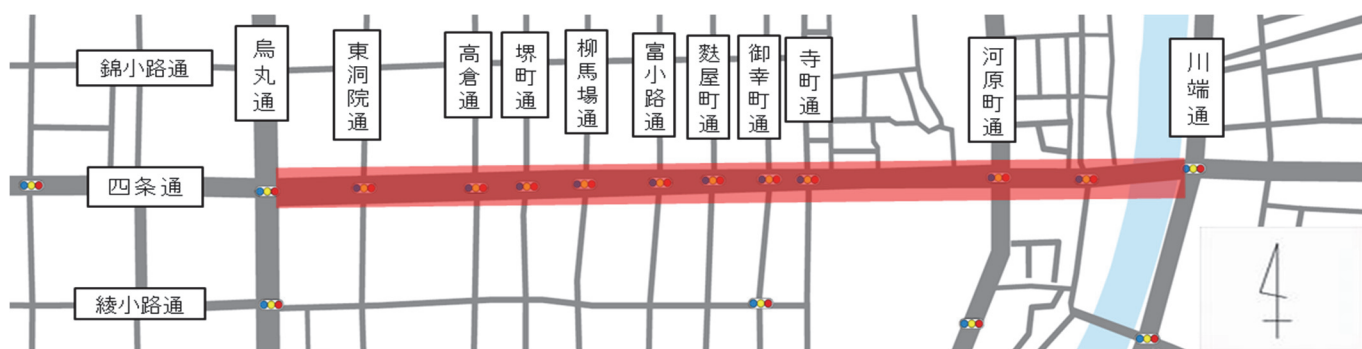 錦小路通
四条通
綾小路通
烏丸通
東洞院通
高倉通
堺町通
柳馬場通
富小路通
麩屋町通
御幸町通
寺町通
河原町通
川端通